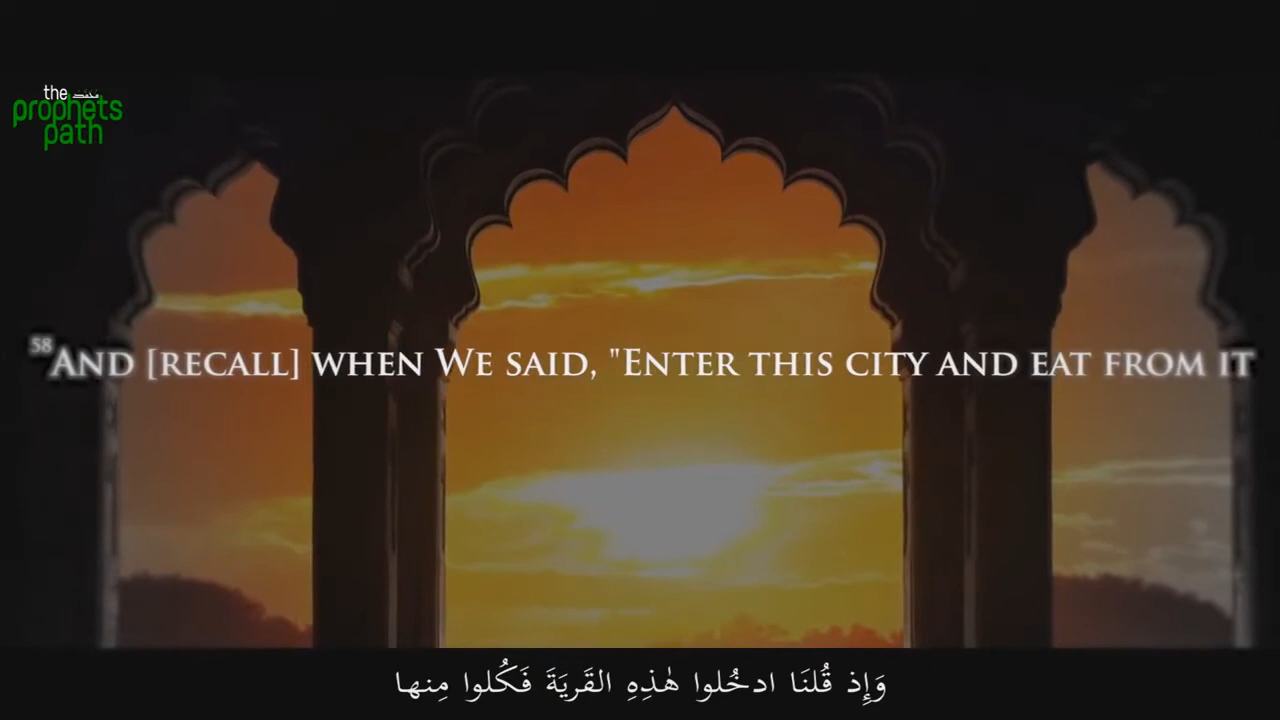 the محمد
prophets
path
58 And [recall] when We said, "Enter this city and eat from it
وَإِذ قُلنَا ادخُلوا هٰذِهِ القَريَةَ فَكُلوا مِنها